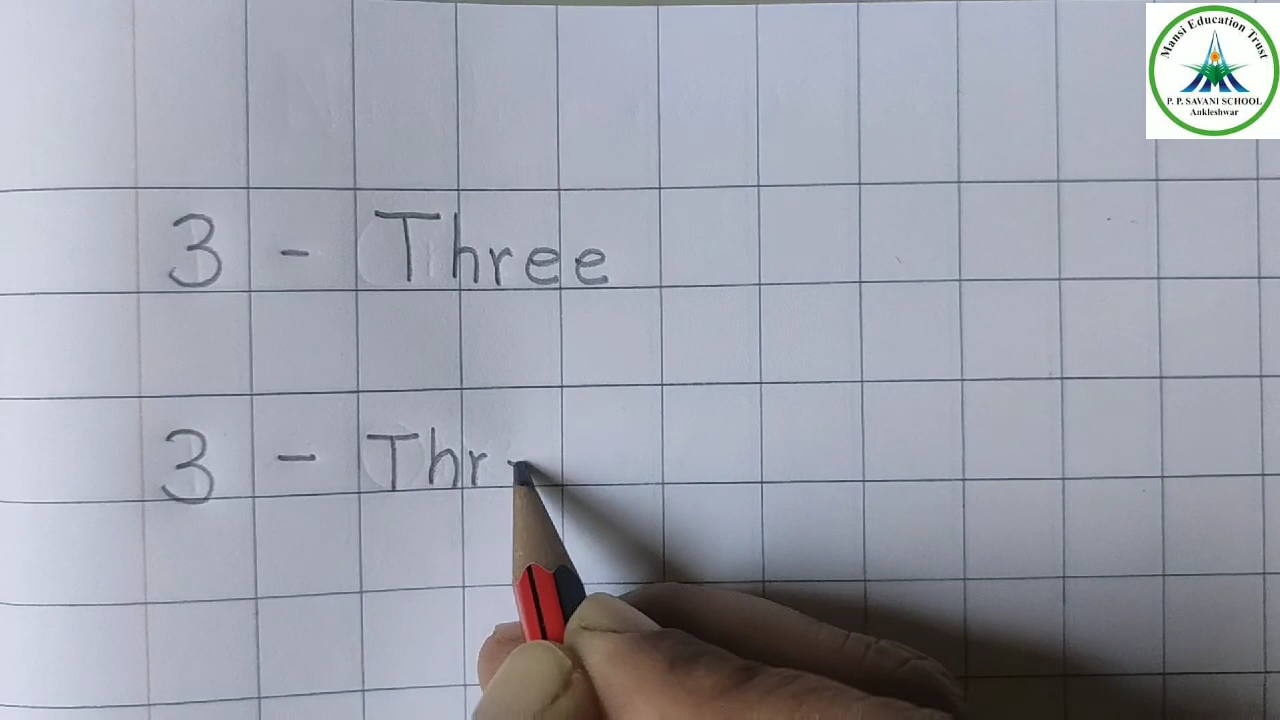 Mansi Education Trust
P. P. SAVANI SCHOOL
Ankleshwar
3 - Three
3 - Thr